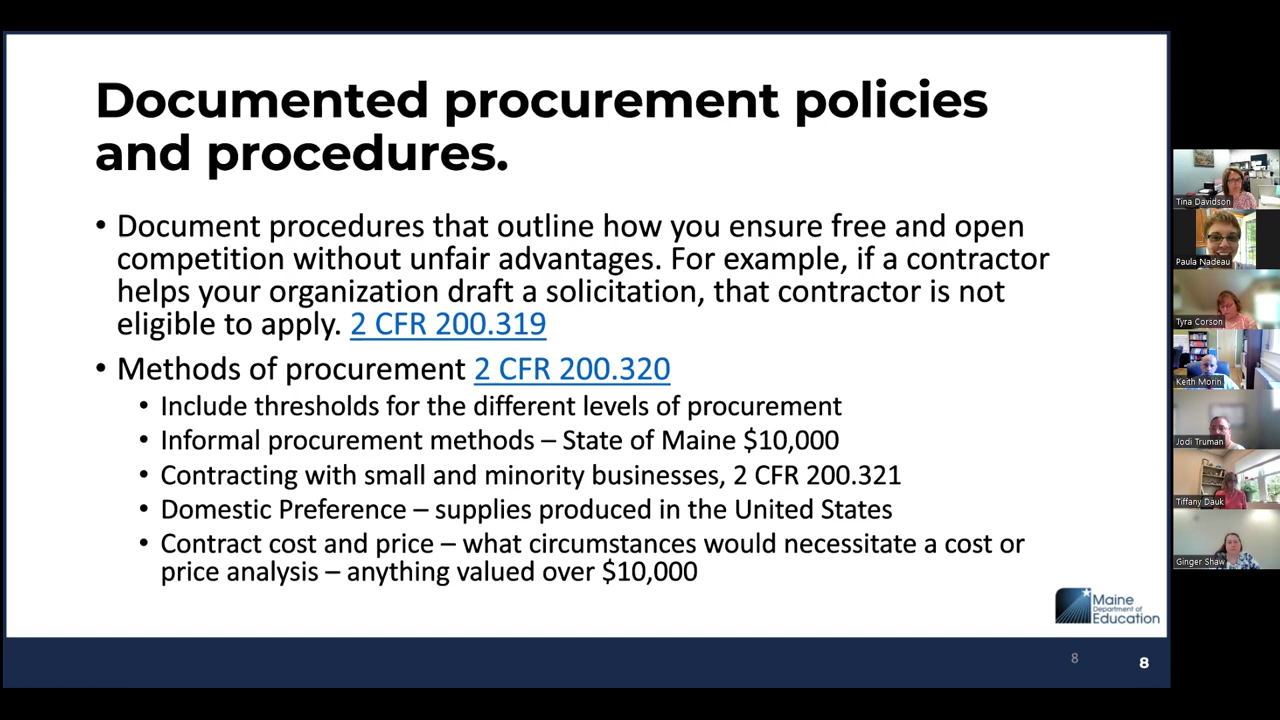 Documented procurement policies
and procedures.
• Document procedures that outline how you ensure free and open
competition without unfair advantages. For example, if a contractor
helps your organization draft a solicitation, that contractor is not
eligible to apply. 2 CFR 200.319
• Methods of procurement 2 CFR 200.320
• Include thresholds for the different levels of procurement
• Informal procurement methods – State of Maine $10,000
• Contracting with small and minority businesses, 2 CFR 200.321
• Domestic Preference – supplies produced in the United States
• Contract cost and price – what circumstances would necessitate a cost or
price analysis – anything valued over $10,000
Maine
Department of
Education
8
8
Tina Davidson
Paula Nadeau
Tyra Corson
Keith Morin
Jodi Truman
Tiffany Dauk
Ginger Shaw